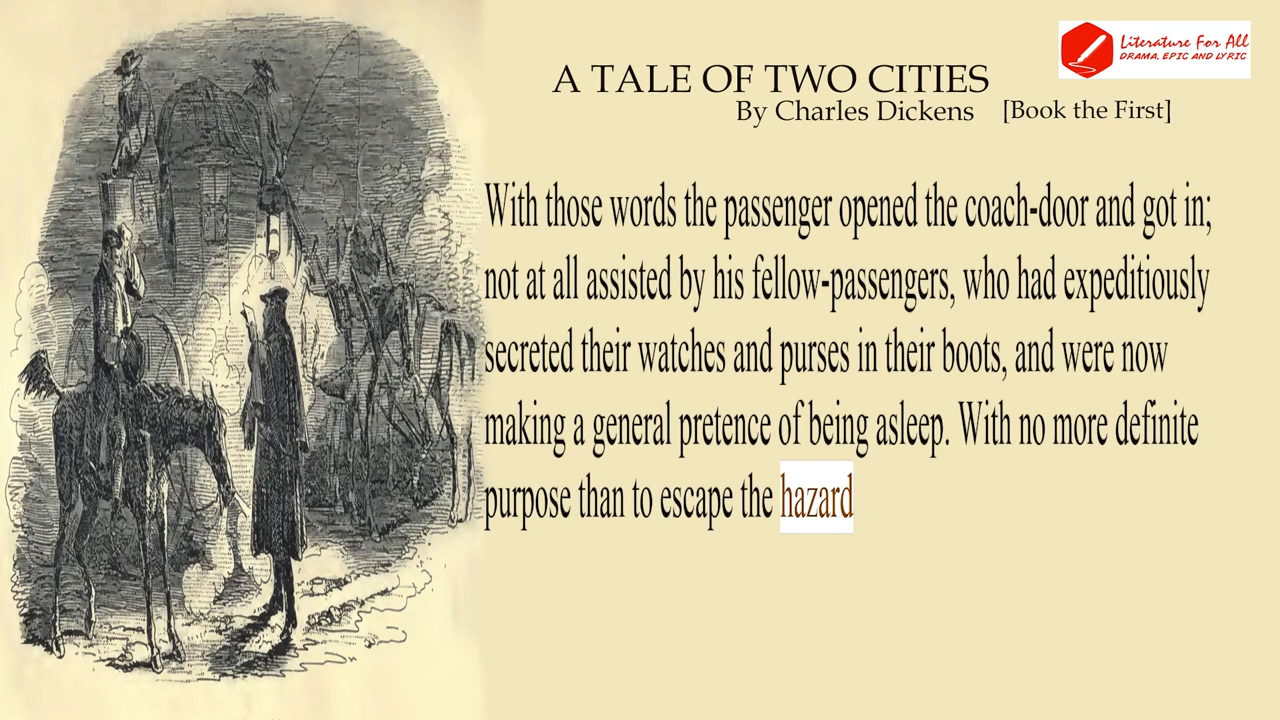 Literature For All
DRAMA, EPIC AND LYRIC
A TALE OF TWO CITIES
By Charles Dickens [Book the First]
With those words the passenger opened the coach-door and got in;
not at all assisted by his fellow-passengers, who had expeditiously
secreted their watches and purses in their boots, and were now
making a general pretence of being asleep. With no more definite
purpose than to escape the hazard